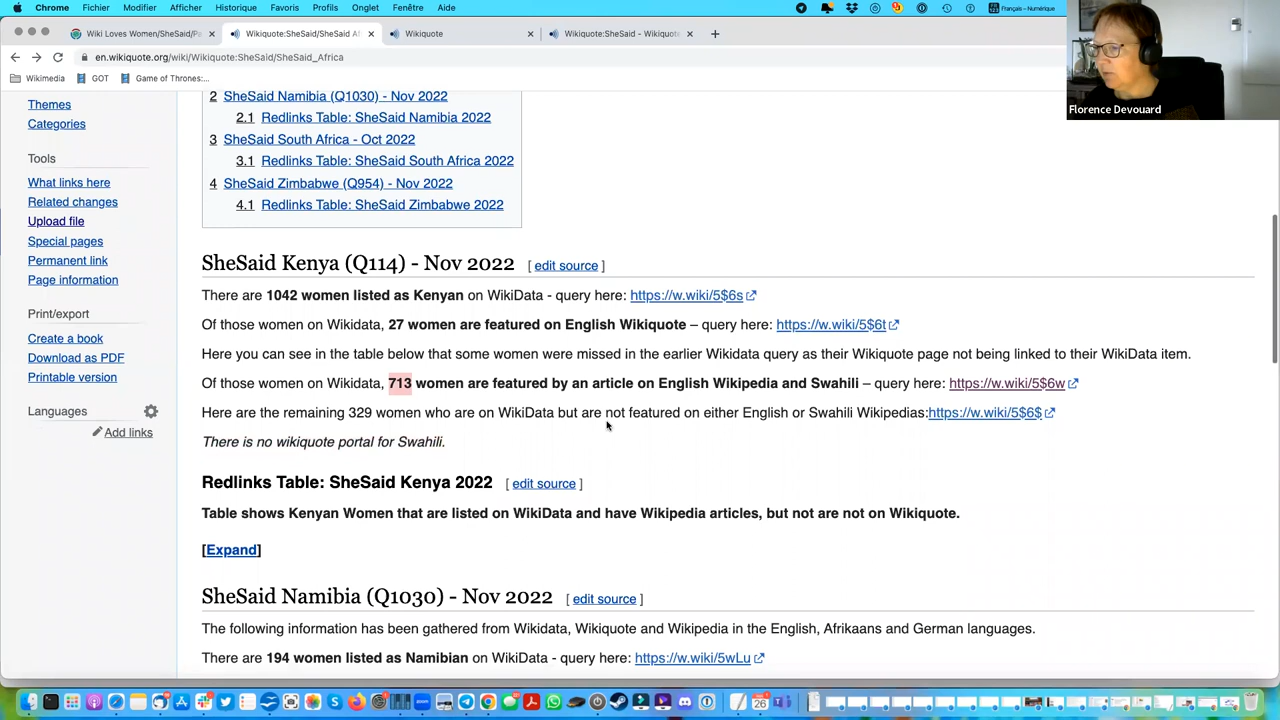 Chrome Fichier Modifier Afficher Historique Favoris Profils Onglet Fenêtre Aide
Français – Numérique
Wiki Loves Women/SheSaid/Pa
Wikiquote:SheSaid/SheSaid Af
Wikiquote
Wikiquote:SheSaid - Wikiquote
en.wikiquote.org/wiki/Wikiquote:SheSaid/SheSaid_Africa
Wikimedia GOT Game of Thrones:...
Florence Devouard
Themes
Categories
Tools
What links here
Related changes
Upload file
Special pages
Permanent link
Page information
Print/export
Create a book
Download as PDF
Printable version
Languages
Add links
2 SheSaid Namibia (Q1030) - Nov 2022
2.1 Redlinks Table: SheSaid Namibia 2022
3 SheSaid South Africa - Oct 2022
3.1 Redlinks Table: SheSaid South Africa 2022
4 SheSaid Zimbabwe (Q954) - Nov 2022
4.1 Redlinks Table: SheSaid Zimbabwe 2022
SheSaid Kenya (Q114) - Nov 2022 [ edit source ]
There are 1042 women listed as Kenyan on WikiData - query here: https://w.wiki/5$6s
Of those women on Wikidata, 27 women are featured on English Wikiquote – query here: https://w.wiki/5$6t
Here you can see in the table below that some women were missed in the earlier Wikidata query as their Wikiquote page not being linked to their WikiData item.
Of those women on Wikidata, 713 women are featured by an article on English Wikipedia and Swahili – query here: https://w.wiki/5$6w
Here are the remaining 329 women who are on WikiData but are not featured on either English or Swahili Wikipedias:https://w.wiki/5$6$
There is no wikiquote portal for Swahili.
Redlinks Table: SheSaid Kenya 2022 [ edit source ]
Table shows Kenyan Women that are listed on WikiData and have Wikipedia articles, but not are not on Wikiquote.
[Expand]
SheSaid Namibia (Q1030) - Nov 2022 [ edit source ]
The following information has been gathered from Wikidata, Wikiquote and Wikipedia in the English, Afrikaans and German languages.
There are 194 women listed as Namibian on WikiData - query here: https://w.wiki/5wLu
26